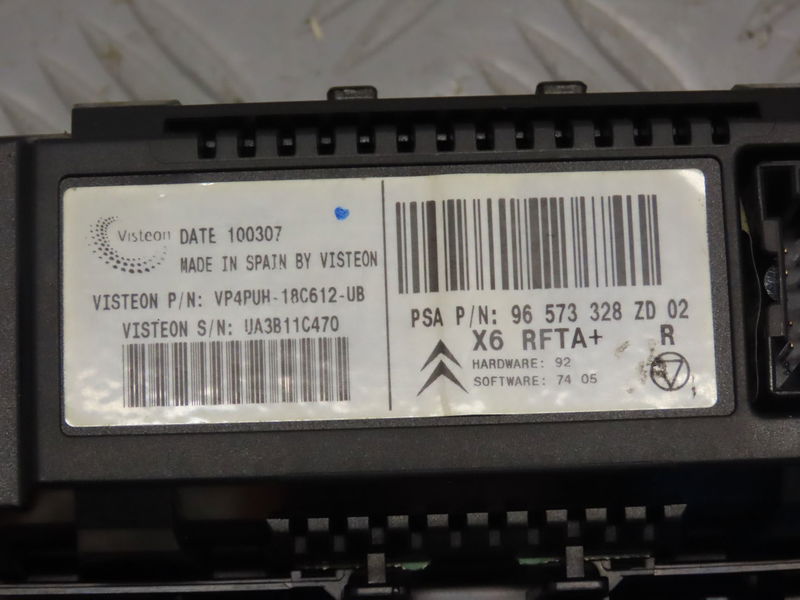 Visteon DATE 100307
MADE IN SPAIN BY VISTEON
VISTEON P/N: VP4PUH-18C612-UB
VISTEON S/N: UA3B11C470
PSA P/N: 96 573 328 ZD 02
X6 RFTA+ R
HARDWARE: 92
SOFTWARE: 74 05